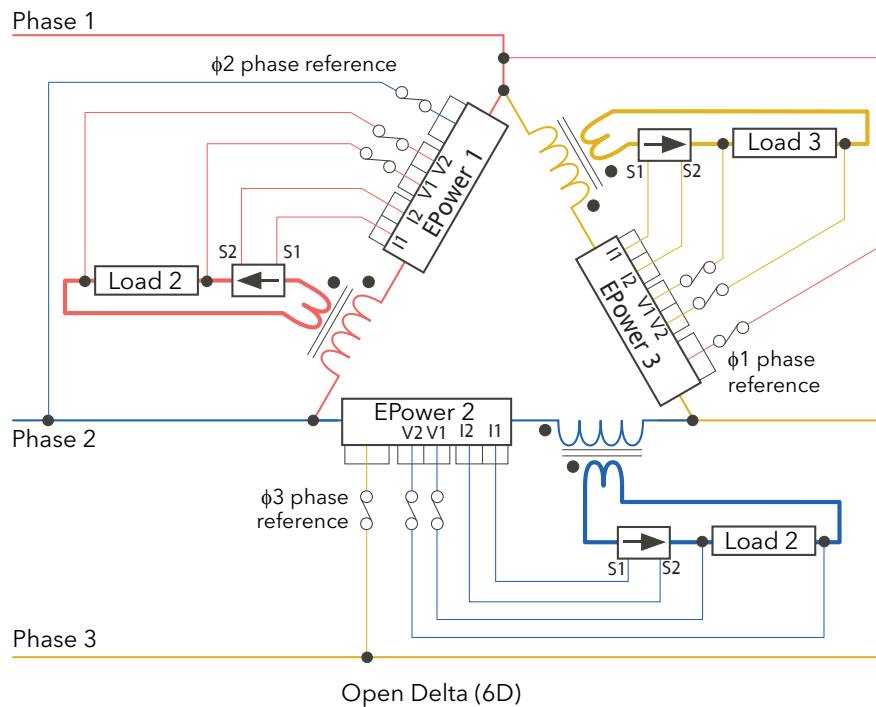 Phase 1
ϕ2 phase reference
V2
V1
I2
I1
EPower 1
S2
S1
Load 2
S1
S2
Load 3
I1
I2
V1
V2
EPower 3
ϕ1 phase
reference
Phase 2
EPower 2
V2 V1 I2 I1
ϕ3 phase
reference
S1
S2
Load 2
Phase 3
Open Delta (6D)